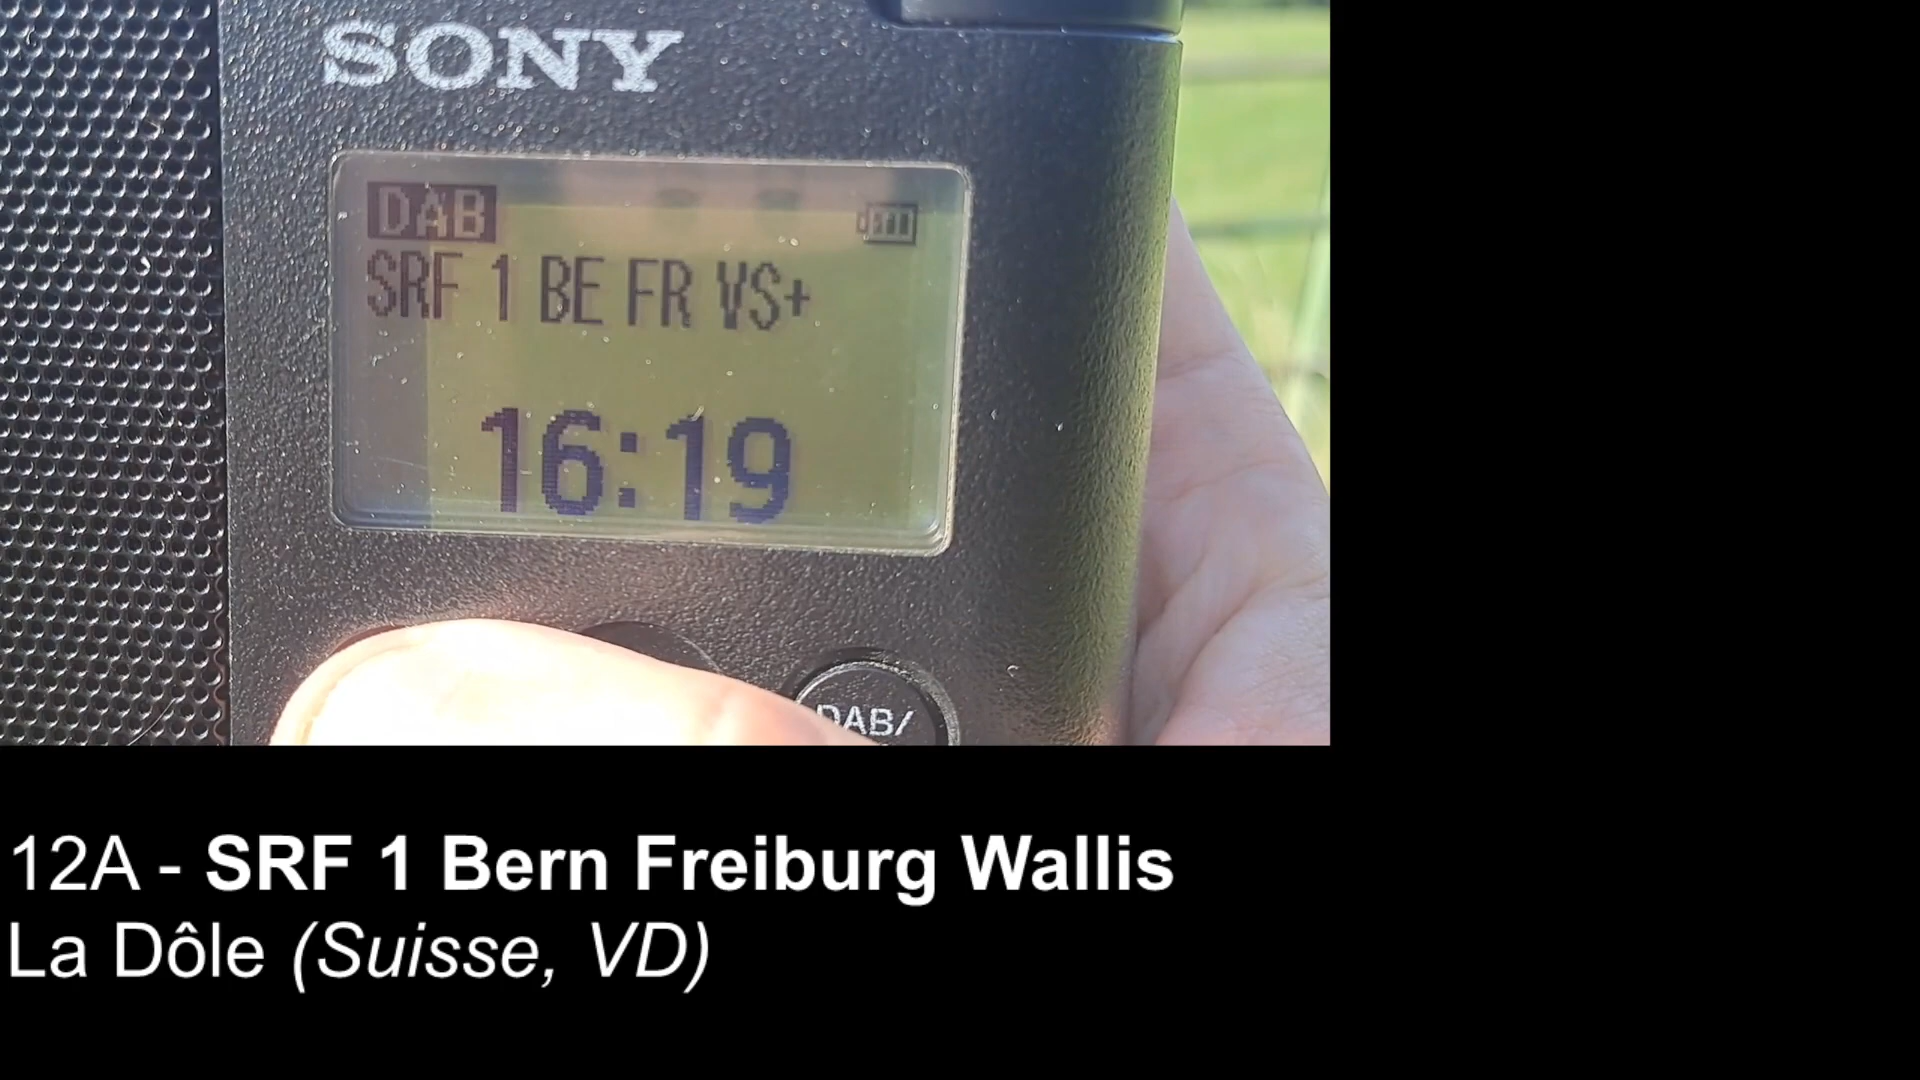 SONY
DAB
SRF 1 BE FR VS+
16:19
DAB/
12A - SRF 1 Bern Freiburg Wallis
La Dôle (Suisse, VD)